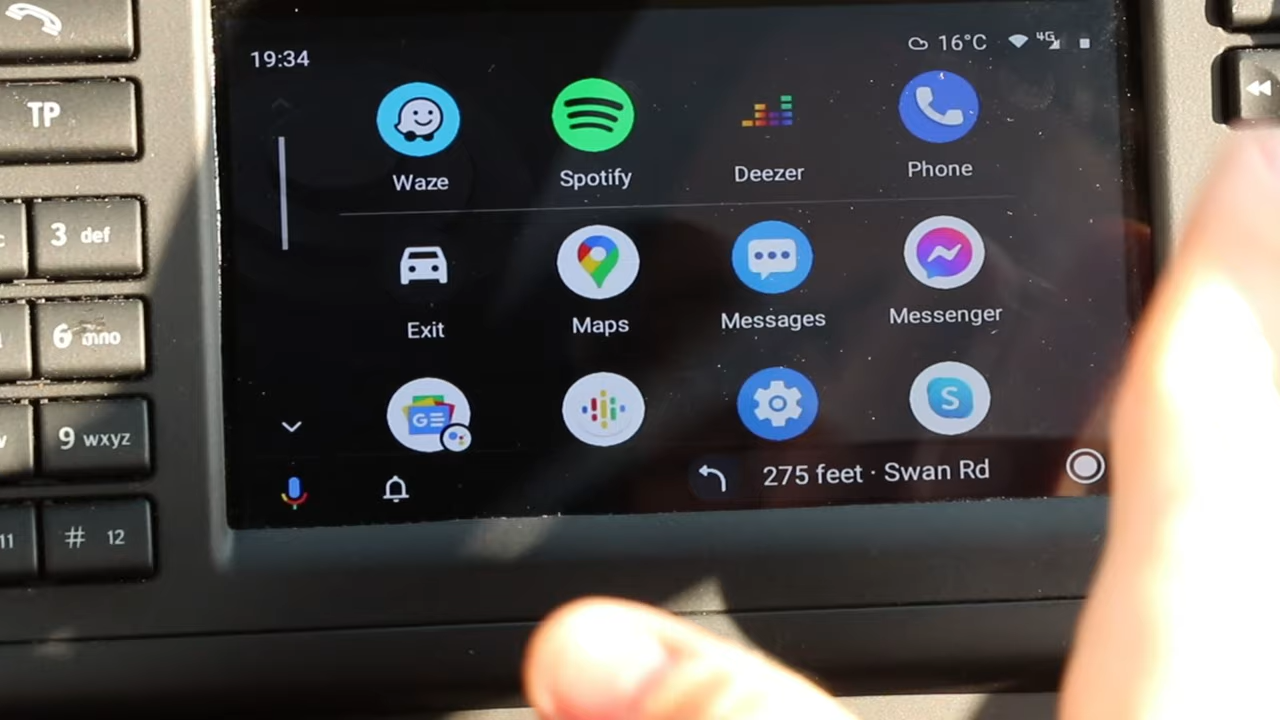 19:34
16°C
4G
TP
Waze
Spotify
Deezer
Phone
3 def
Exit
Maps
Messages
Messenger
6 mno
GE
S
9 wxyz
275 feet · Swan Rd
11
# 12